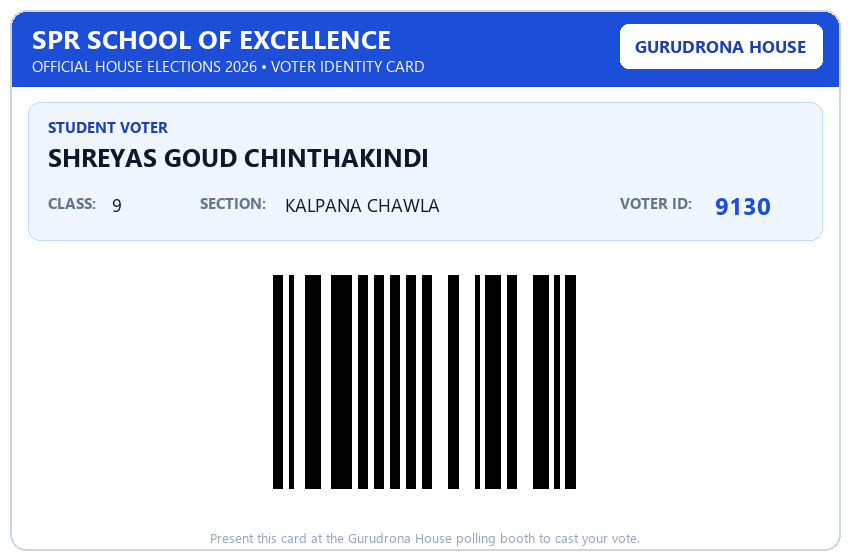 SPR SCHOOL OF EXCELLENCE
OFFICIAL HOUSE ELECTIONS 2026 • VOTER IDENTITY CARD
GURUDRONA HOUSE
STUDENT VOTER
SHREYAS GOUD CHINTHAKINDI
CLASS: 9 SECTION: KALPANA CHAWLA VOTER ID: 9130
Present this card at the Gurudrona House polling booth to cast your vote.